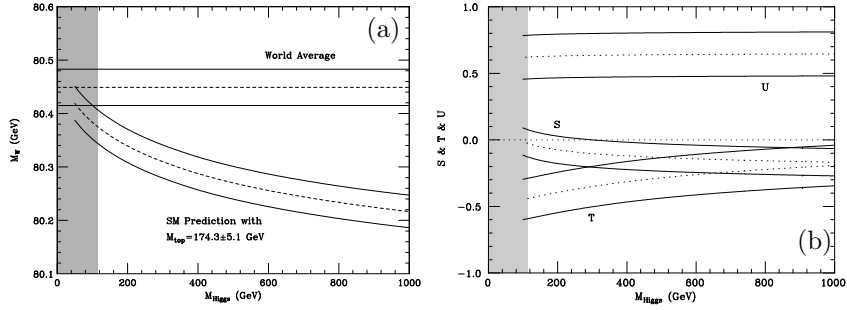 80.6
80.5
80.4
80.3
80.2
80.1
M_W (GeV)
(a)
World Average
SM Prediction with
M_top=174.3±5.1 GeV
0
200
400
600
800
1000
M_Higgs (GeV)
1.0
0.5
0.0
−0.5
−1.0
S & T & U
U
S
T
(b)
0
200
400
600
800
1000
M_Higgs (GeV)